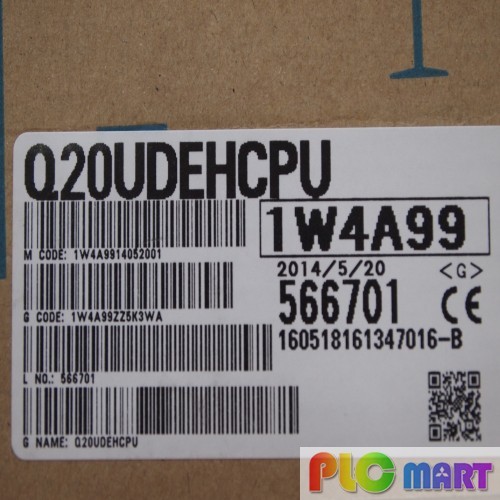 Q20UDEHCPU
1W4A99
M CODE: 1W4A9914052001
2014/5/20 <G>
566701 CE
G CODE: 1W4A99ZZ5K3WA
160518161347016-B
L NO.: 566701
G NAME: Q20UDEHCPU
PLC MART